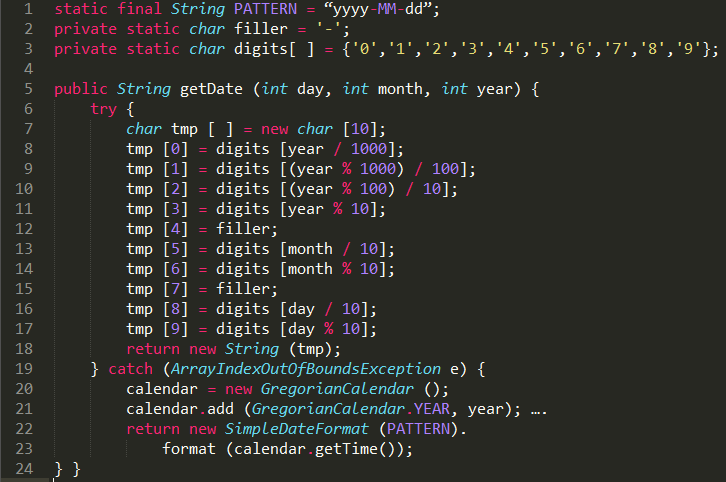 1 static final String PATTERN = “yyyy-MM-dd”;
2 private static char filler = '-';
3 private static char digits[ ] = {'0','1','2','3','4','5','6','7','8','9'};
4
5 public String getDate (int day, int month, int year) {
6 try {
7 char tmp [ ] = new char [10];
8 tmp [0] = digits [year / 1000];
9 tmp [1] = digits [(year % 1000) / 100];
10 tmp [2] = digits [(year % 100) / 10];
11 tmp [3] = digits [year % 10];
12 tmp [4] = filler;
13 tmp [5] = digits [month / 10];
14 tmp [6] = digits [month % 10];
15 tmp [7] = filler;
16 tmp [8] = digits [day / 10];
17 tmp [9] = digits [day % 10];
18 return new String (tmp);
19 } catch (ArrayIndexOutOfBoundsException e) {
20 calendar = new GregorianCalendar ();
21 calendar.add (GregorianCalendar.YEAR, year); ….
22 return new SimpleDateFormat (PATTERN).
23 format (calendar.getTime());
24 } }